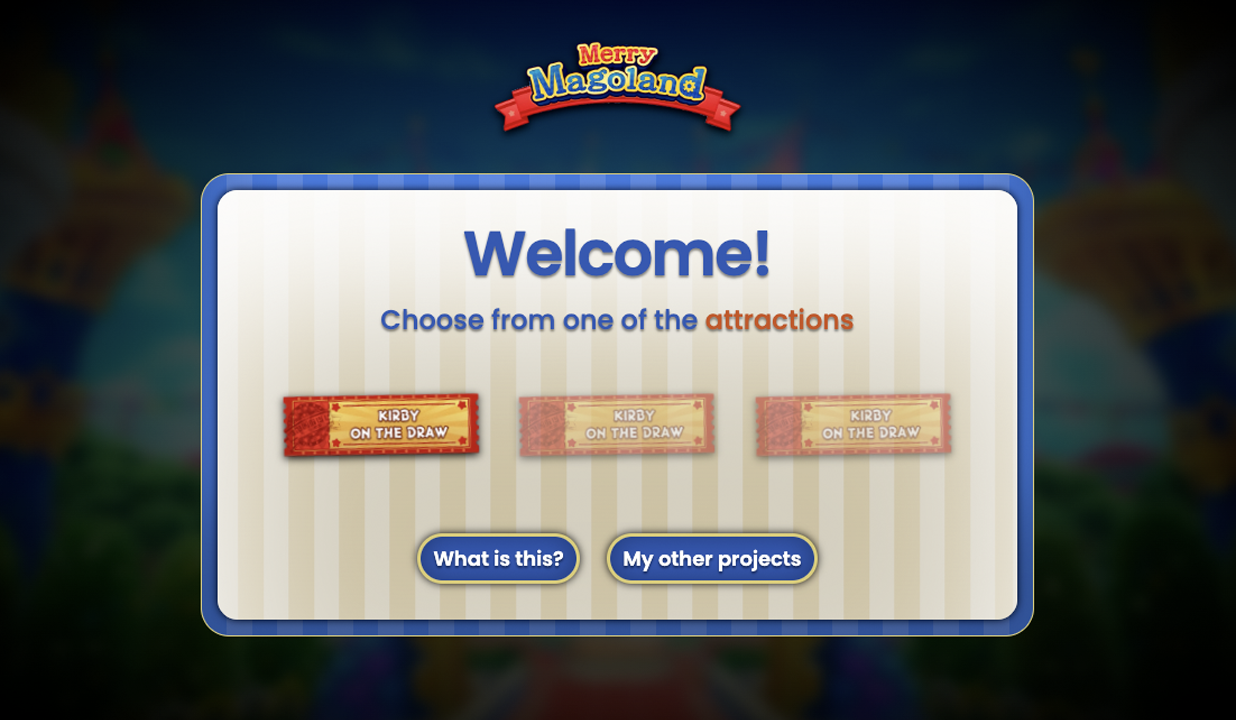 Merry
Magoland
Welcome!
Choose from one of the attractions
KIRBY
ON THE DRAW
KIRBY
ON THE DRAW
KIRBY
ON THE DRAW
What is this?
My other projects